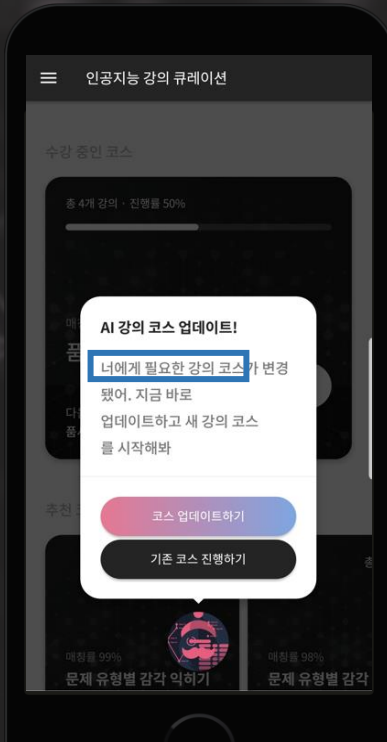 인공지능 강의 큐레이션
수강 중인 코스
총 4개 강의 · 진행률 50%
AI 강의 코스 업데이트!
너에게 필요한 강의 코스가 변경
됐어. 지금 바로
업데이트하고 새 강의 코스
를 시작해봐
코스 업데이트하기
기존 코스 진행하기
추천
매칭률 99%
매칭률 98%
문제 유형별 감각 익히기
문제 유형별 감각